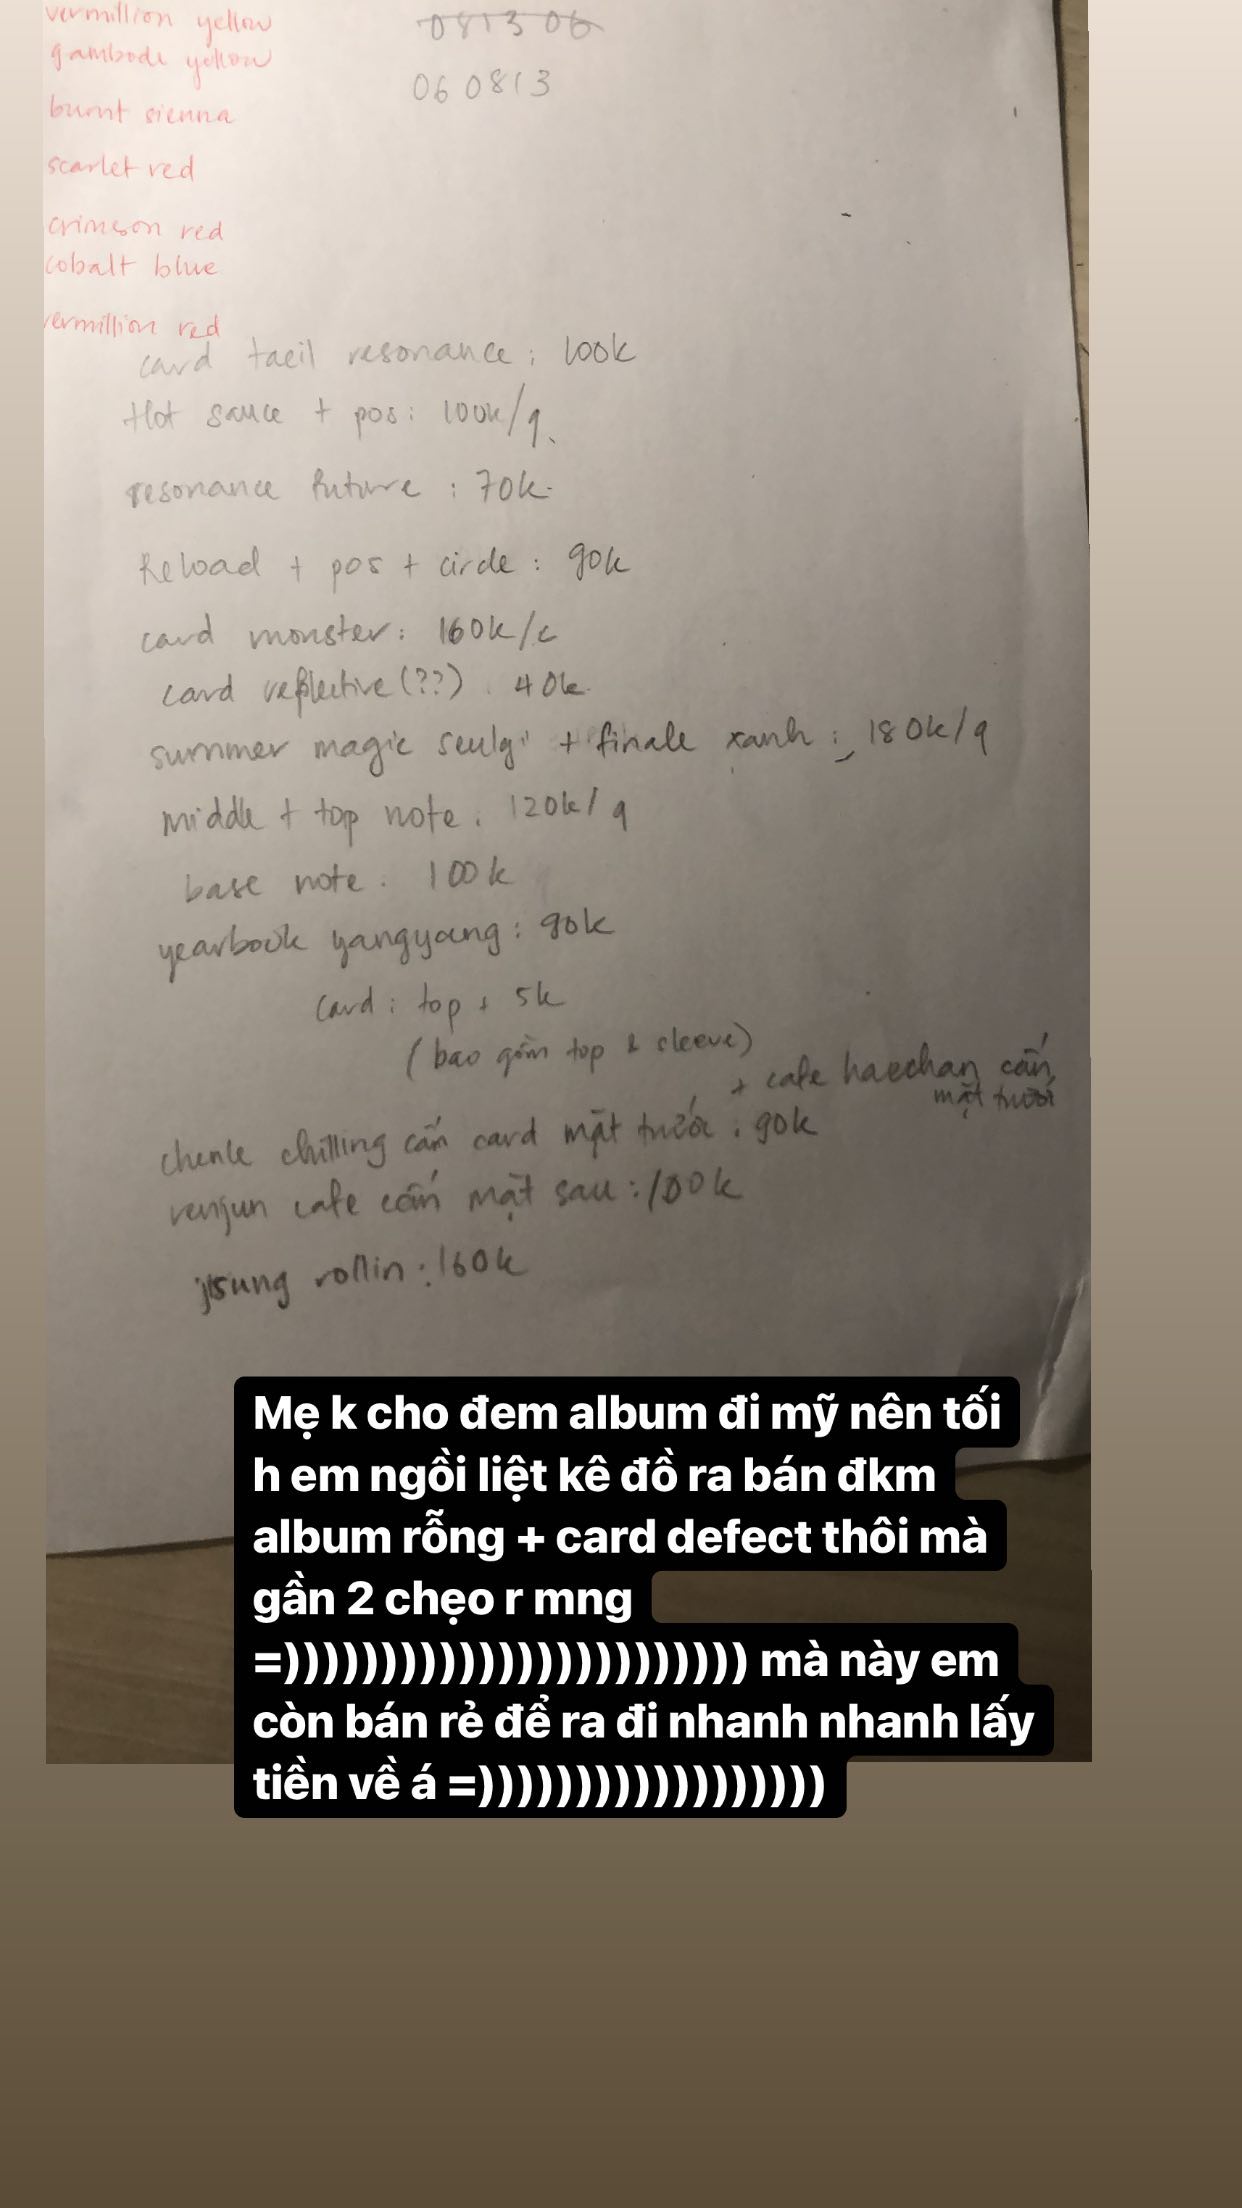 vermillion yellow
081306
gambode yellow
060813
burnt sienna
scarlet red
crimson red
cobalt blue
vermillion red
card taeil resonance: 100k
Hot sauce + pos: 100k/q
resonance future: 70k
Reload + pos + circle: 90k
card monster: 160k/c
card reflective(??). 40k
summer magic seulgi + finale xanh: 180k/q
middle + top note. 120k/q
base note. 100k
yearbook yangyang: 90k
card: top + 5k
(bao gồm top & sleeve)
+ cafe haechan cấn
mặt trước
chenle chilling cấn card mặt trước: 90k
renjun cafe cấn mặt sau: 100k
jisung rollin: 160k
Mẹ k cho đem album đi mỹ nên tối
h em ngồi liệt kê đồ ra bán đkm
album rỗng + card defect thôi mà
gần 2 chẹo r mng
=)))))))))))))))))))))))) mà này em
còn bán rẻ để ra đi nhanh nhanh lấy
tiền về á =))))))))))))))))))